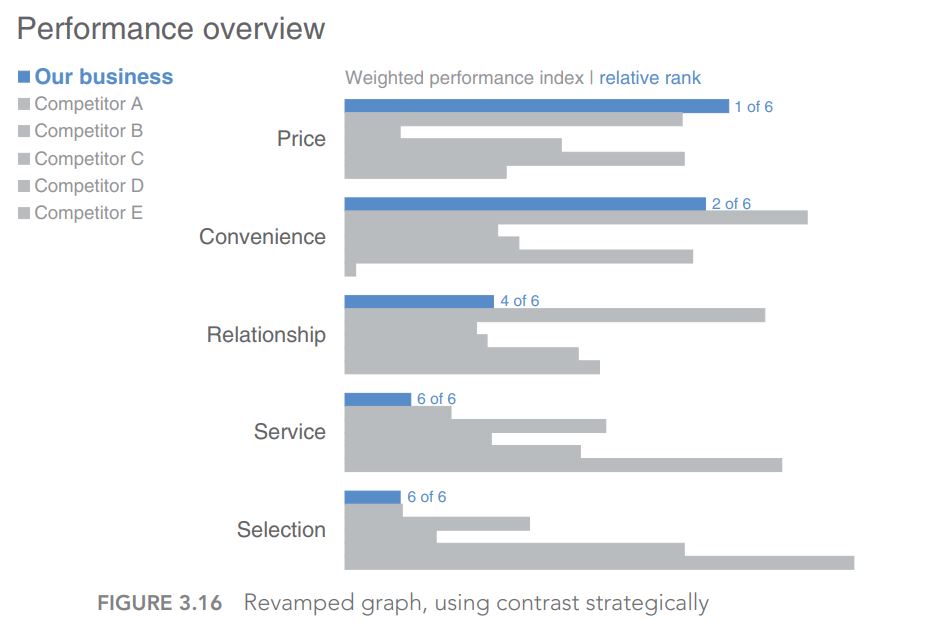 Performance overview
Our business
Competitor A
Competitor B
Competitor C
Competitor D
Competitor E
Weighted performance index | relative rank
Price
1 of 6
Convenience
2 of 6
Relationship
4 of 6
Service
6 of 6
Selection
6 of 6
FIGURE 3.16 Revamped graph, using contrast strategically